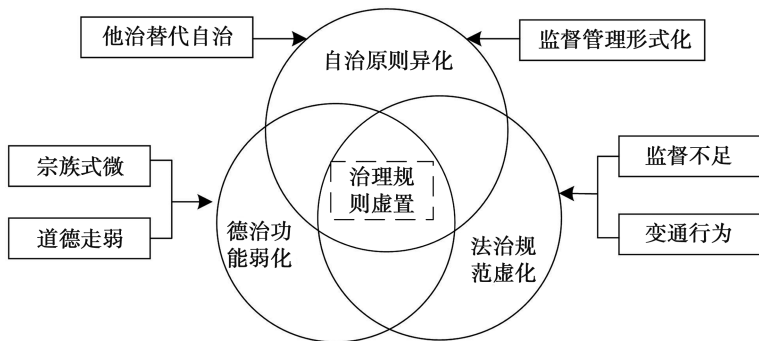 他治替代自治
监督管理形式化
自治原则异化
宗族式微
道德走弱
治理规
则虚置
监督不足
变通行为
德治功
能弱化
法治规
范虚化